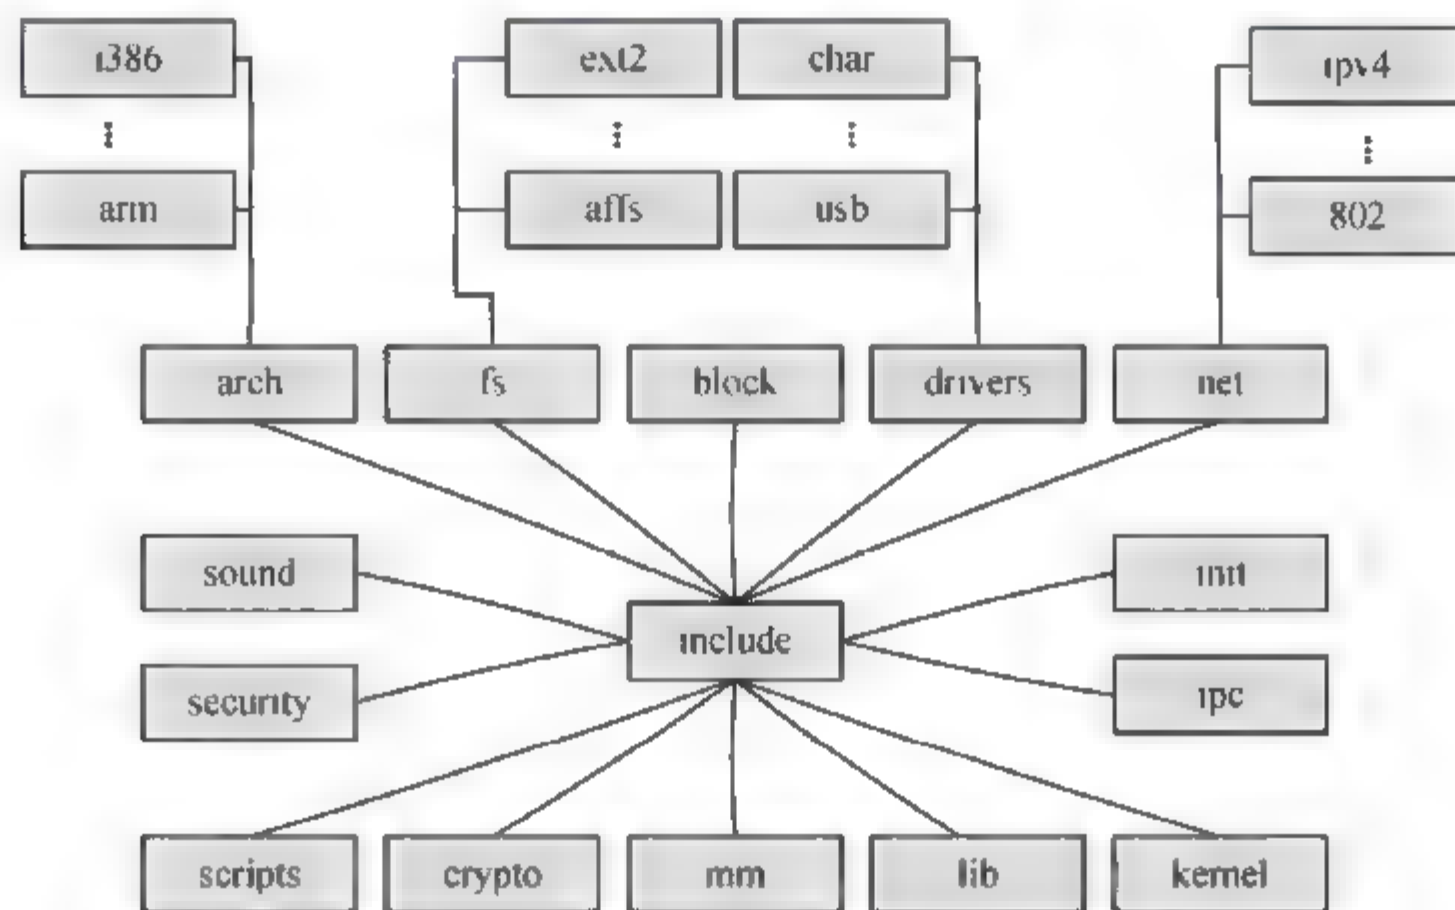 i386
ext2
char
ipv4
arm
affs
usb
802
arch
fs
block
drivers
net
sound
init
include
security
ipc
scripts
crypto
mm
lib
kernel